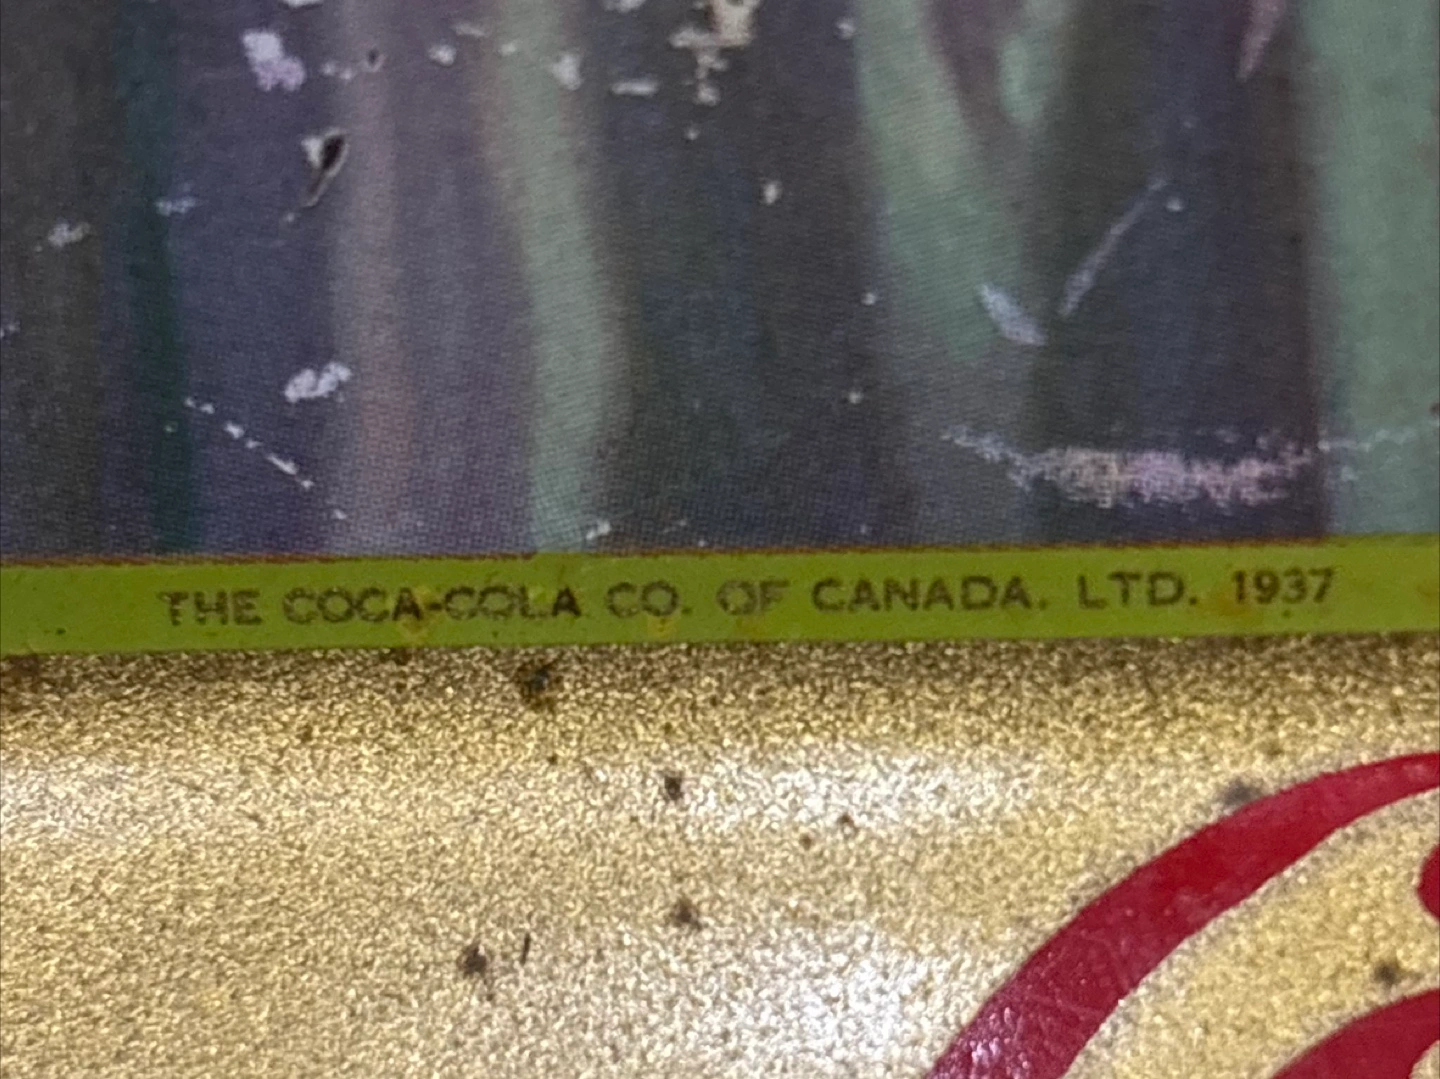 THE COCA-COLA CO. OF CANADA, LTD. 1937